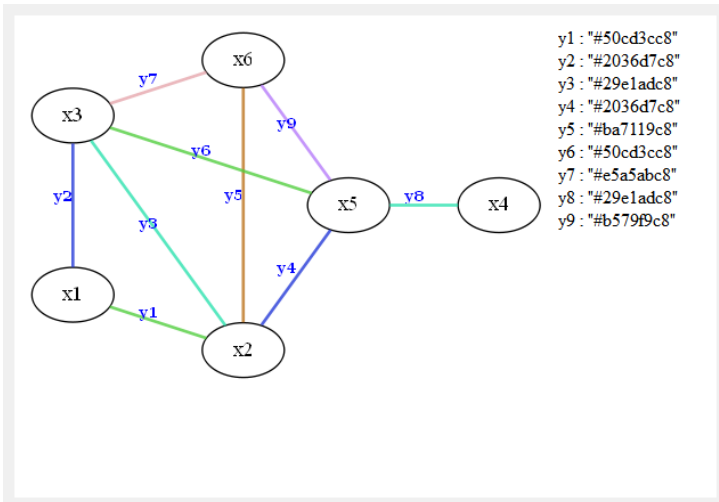 x6
y7
x3
y9
y6
y2
y5
x5
y8
x4
y3
y4
x1
y1
x2
y1 : "#50cd3cc8"
y2 : "#2036d7c8"
y3 : "#29e1adc8"
y4 : "#2036d7c8"
y5 : "#ba7119c8"
y6 : "#50cd3cc8"
y7 : "#e5a5abc8"
y8 : "#29e1adc8"
y9 : "#b579f9c8"